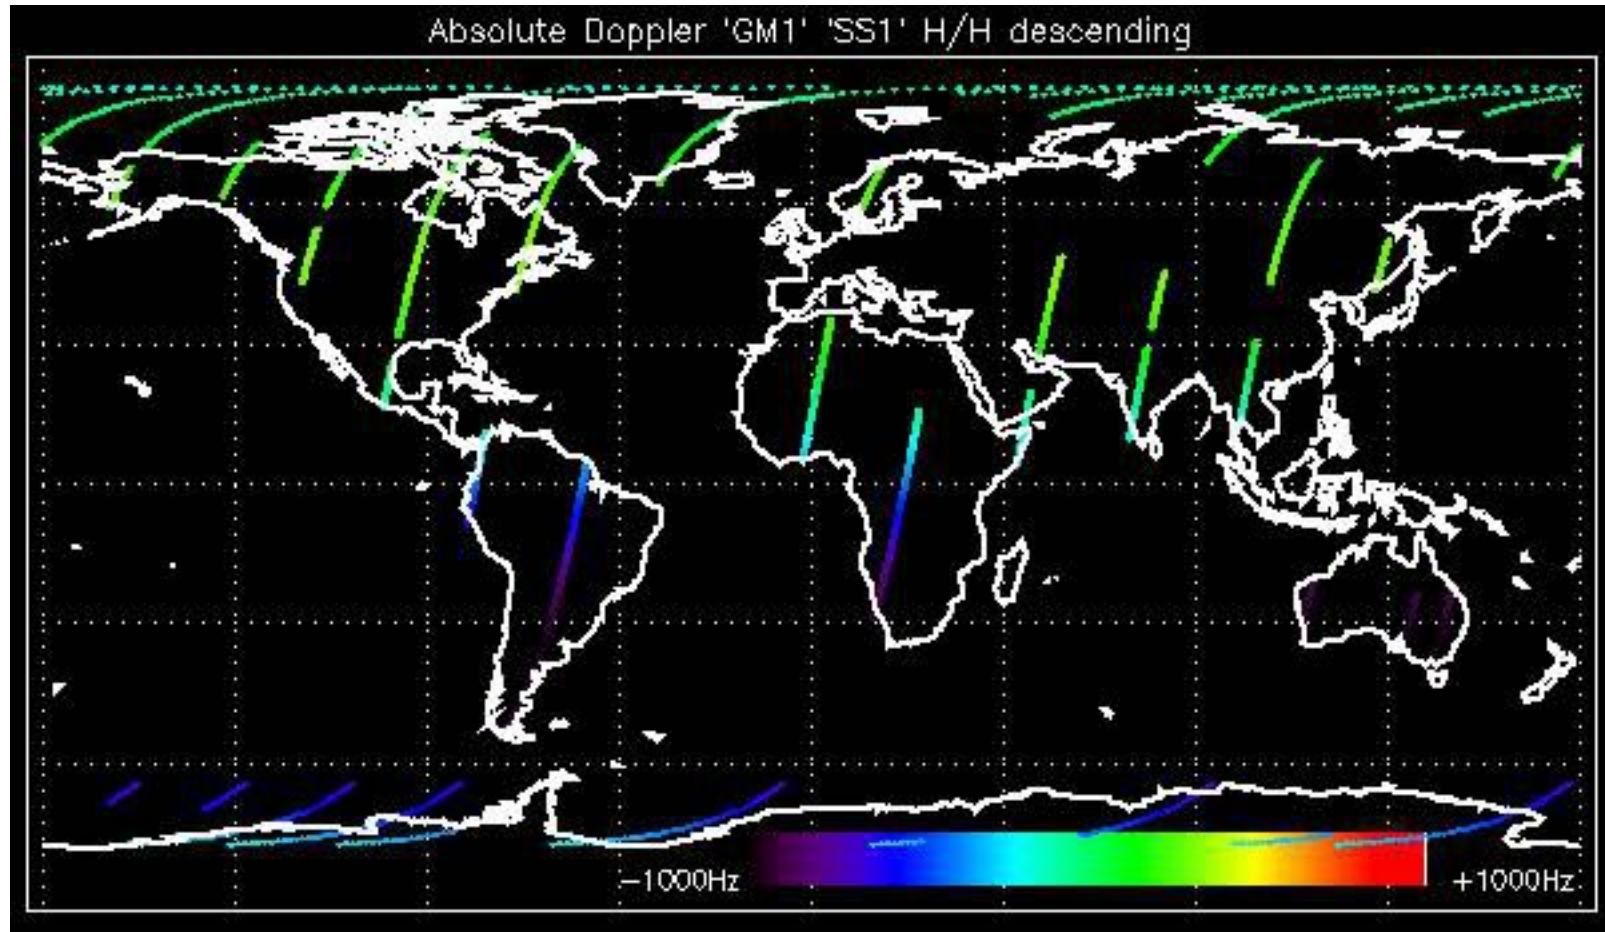 Absolute Doppler 'GM1' 'SS1' H/H descending
−1000Hz
+1000Hz